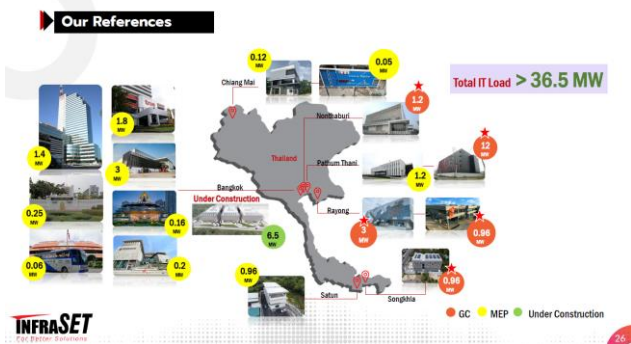 Our References
Total IT Load > 36.5 MW
0.12
MW
0.05
MW
Chiang Mai
1.2
MW
Nonthaburi
1.8
MW
12
MW
Thailand
Pathum Thani
1.4
MW
3
MW
1.2
MW
Bangkok
Under Construction
Rayong
0.25
MW
0.16
MW
6.5
MW
3
MW
0.96
MW
0.06
MW
0.2
MW
0.96
MW
0.96
MW
Satun
Songkhla
GC MEP Under Construction
INFRASET
For Better Solutions
26